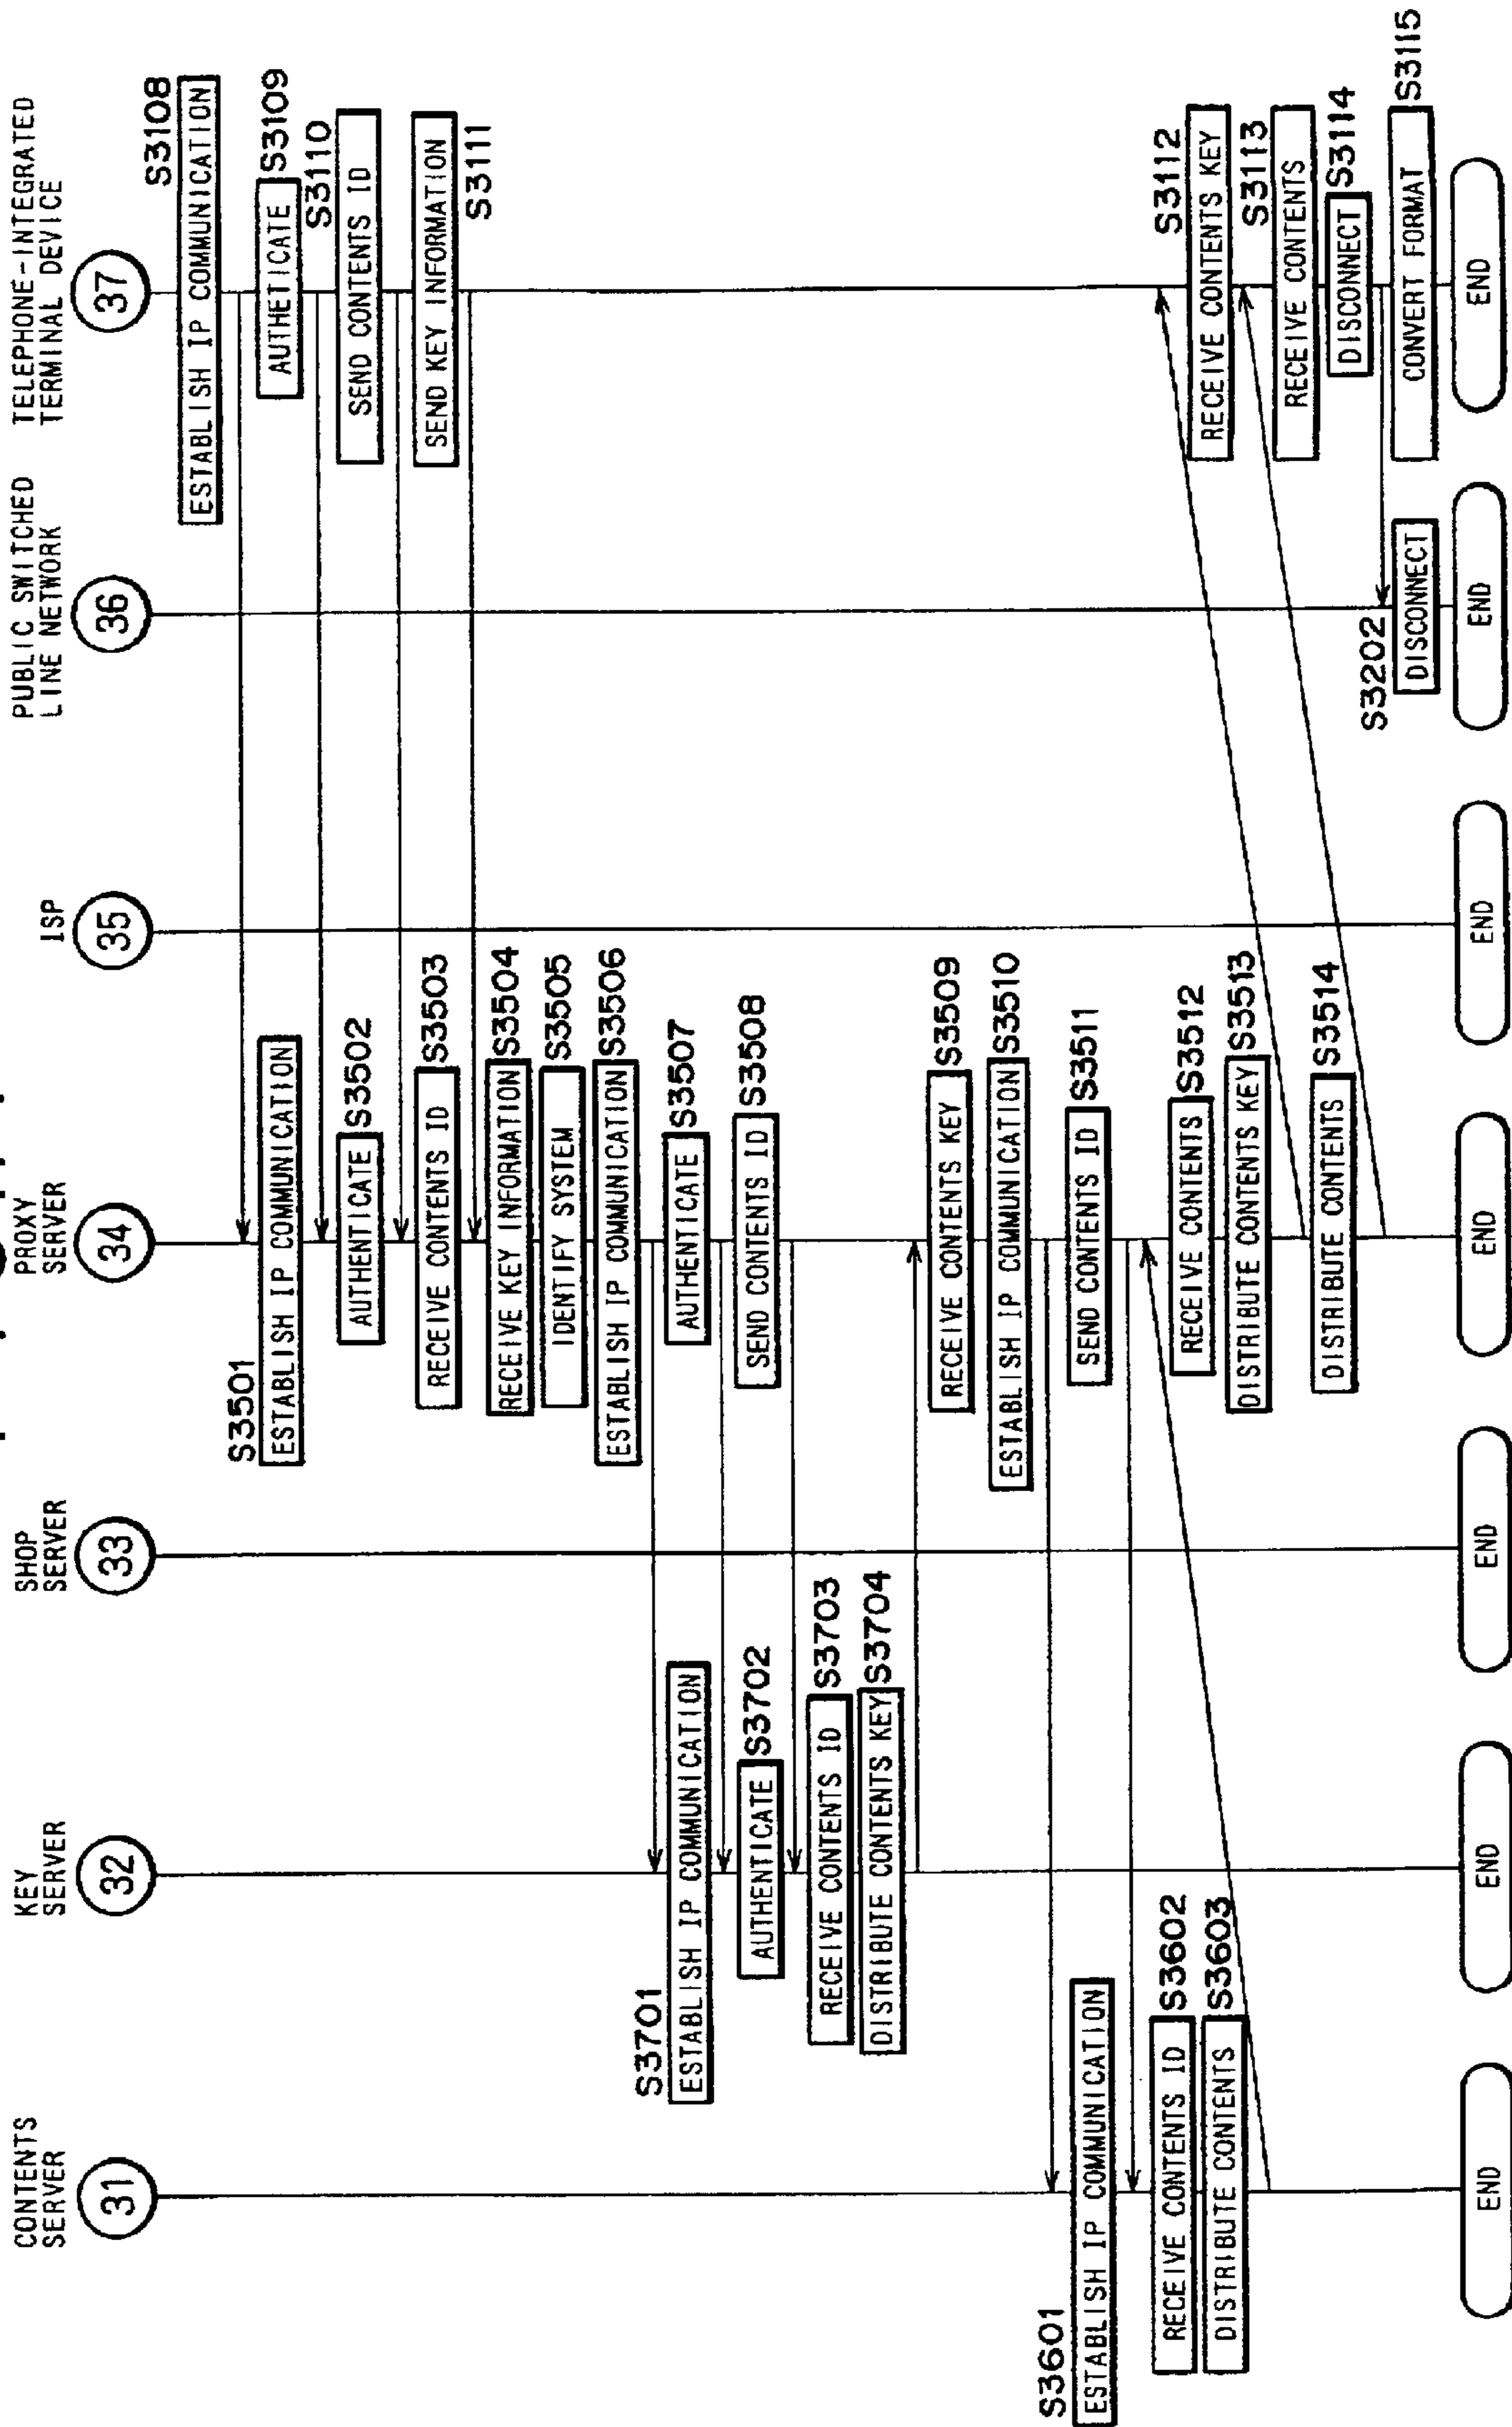 CONTENTS
SERVER
31
KEY
SERVER
32
SHOP
SERVER
33
PROXY
SERVER
34
ISP
35
PUBLIC SWITCHED
LINE NETWORK
36
TELEPHONE-INTEGRATED
TERMINAL DEVICE
37
S3108
ESTABLISH IP COMMUNICATION
AUTHETICATE S3109
S3110
SEND CONTENTS ID
SEND KEY INFORMATION
S3111
S3501
ESTABLISH IP COMMUNICATION
AUTHENTICATE S3502
RECEIVE CONTENTS ID S3503
RECEIVE KEY INFORMATION S3504
IDENTIFY SYSTEM S3505
ESTABLISH IP COMMUNICATION S3506
AUTHENTICATE S3507
SEND CONTENTS ID S3508
S3701
ESTABLISH IP COMMUNICATION
AUTHENTICATE S3702
RECEIVE CONTENTS ID S3703
DISTRIBUTE CONTENTS KEY S3704
RECEIVE CONTENTS KEY S3509
ESTABLISH IP COMMUNICATION S3510
SEND CONTENTS ID S3511
S3601
ESTABLISH IP COMMUNICATION
RECEIVE CONTENTS ID S3602
DISTRIBUTE CONTENTS S3603
RECEIVE CONTENTS S3512
DISTRIBUTE CONTENTS KEY S3513
DISTRIBUTE CONTENTS S3514
S3112
RECEIVE CONTENTS KEY
S3113
RECEIVE CONTENTS
DISCONNECT S3114
S3202
DISCONNECT
CONVERT FORMAT S3115
END
END
END
END
END
END
END